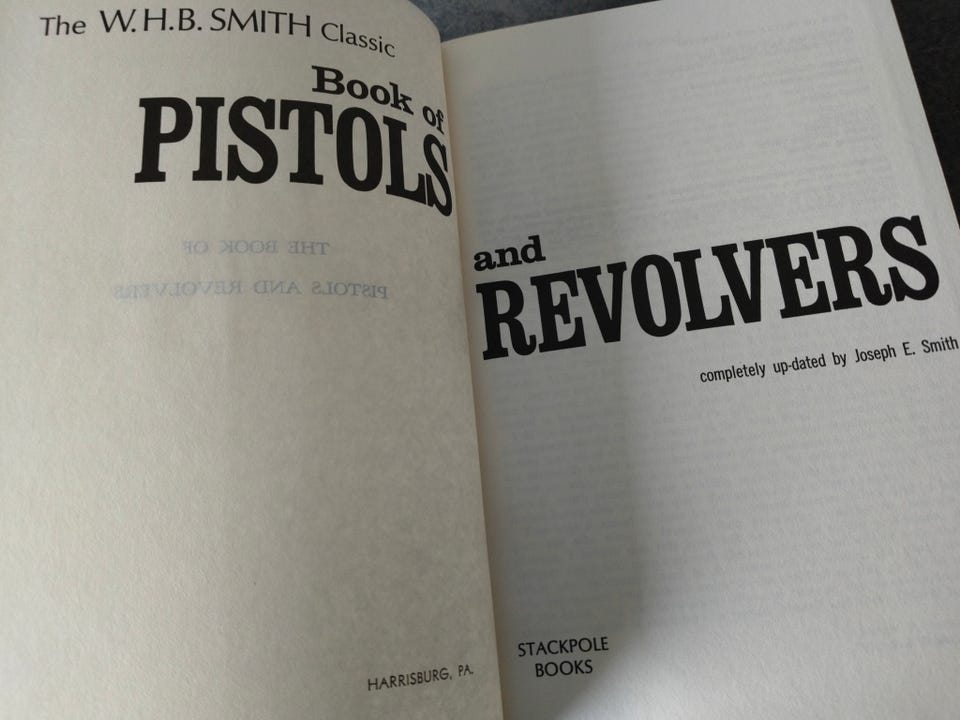 The W.H.B. SMITH Classic
Book of
PISTOLS
THE BOOK OF
PISTOLS AND REVOLVERS
HARRISBURG, PA.
and
REVOLVERS
completely up-dated by Joseph E. Smith
STACKPOLE
BOOKS